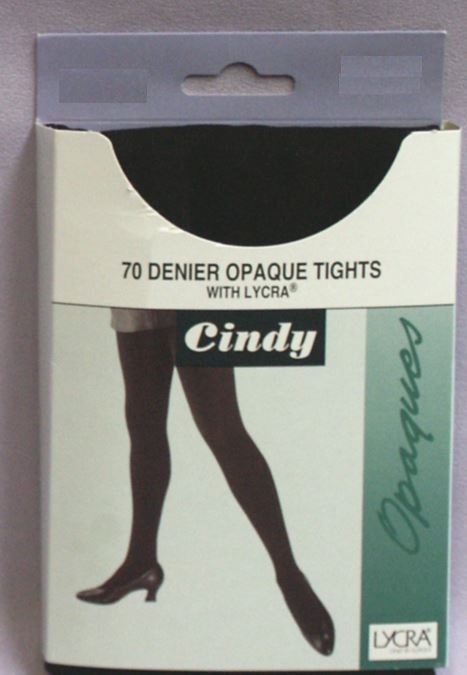 70 DENIER OPAQUE TIGHTS
WITH LYCRA®
Cindy
Opaques
LYCRA®